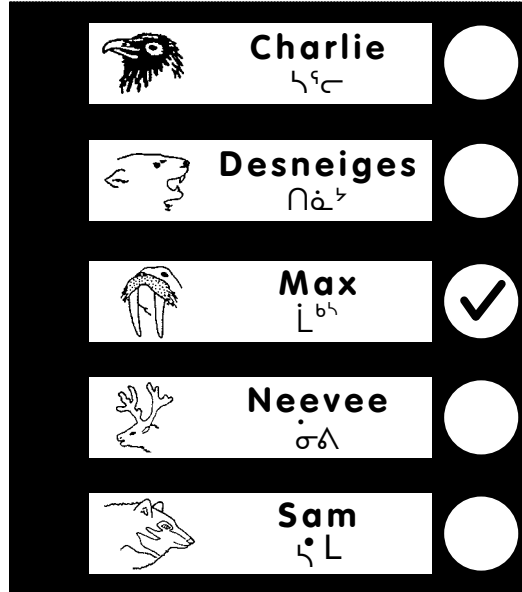 Charlie
ᓴᕐᓕ
Desneiges
ᑎᓈᔾ
Max
ᒫᒃᔅ
Neevee
ᓃᕕ
Sam
ᓵᒪ